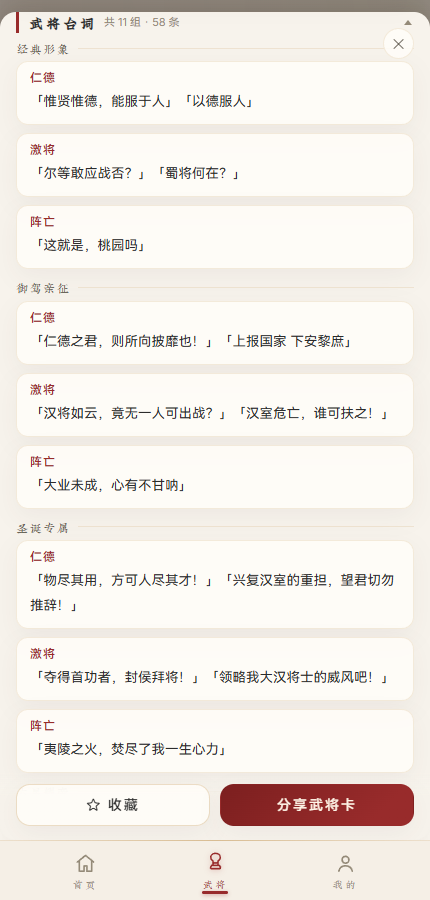 武将台词 共 11 组 · 58 条
经典形象
仁德
「惟贤惟德，能服于人」「以德服人」
激将
「尔等敢应战否？」「蜀将何在？」
阵亡
「这就是，桃园吗」
御驾亲征
仁德
「仁德之君，则所向披靡也！」「上报国家 下安黎庶」
激将
「汉将如云，竟无一人可出战？」「汉室危亡，谁可扶之！」
阵亡
「大业未成，心有不甘呐」
圣诞专属
仁德
「物尽其用，方可人尽其才！」「兴复汉室的重担，望君切勿
推辞！」
激将
「夺得首功者，封侯拜将！」「领略我大汉将士的威风吧！」
阵亡
「夷陵之火，焚尽了我一生心力」
收藏 分享武将卡
首页 武将 我的